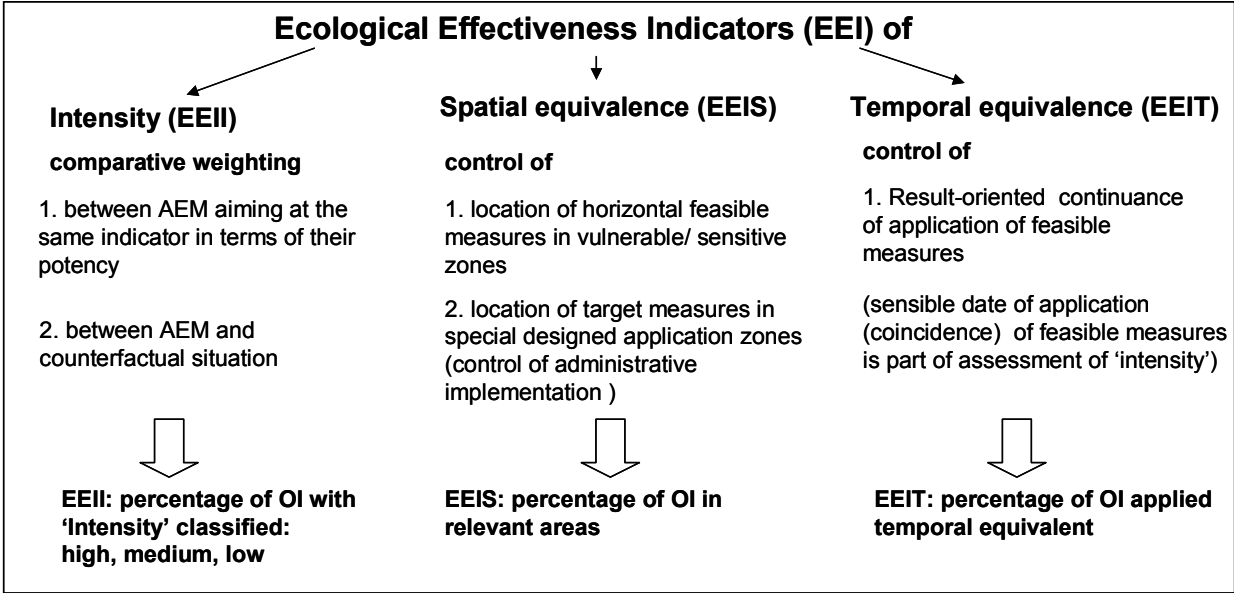 Ecological Effectiveness Indicators (EEI) of
Intensity (EEII)
comparative weighting
1. between AEM aiming at the
same indicator in terms of their
potency
2. between AEM and
counterfactual situation
EEII: percentage of OI with
‘Intensity’ classified:
high, medium, low
Spatial equivalence (EEIS)
control of
1. location of horizontal feasible
measures in vulnerable/ sensitive
zones
2. location of target measures in
special designed application zones
(control of administrative
implementation )
EEIS: percentage of OI in
relevant areas
Temporal equivalence (EEIT)
control of
1. Result-oriented continuance
of application of feasible
measures
(sensible date of application
(coincidence) of feasible measures
is part of assessment of ‘intensity’)
EEIT: percentage of OI applied
temporal equivalent